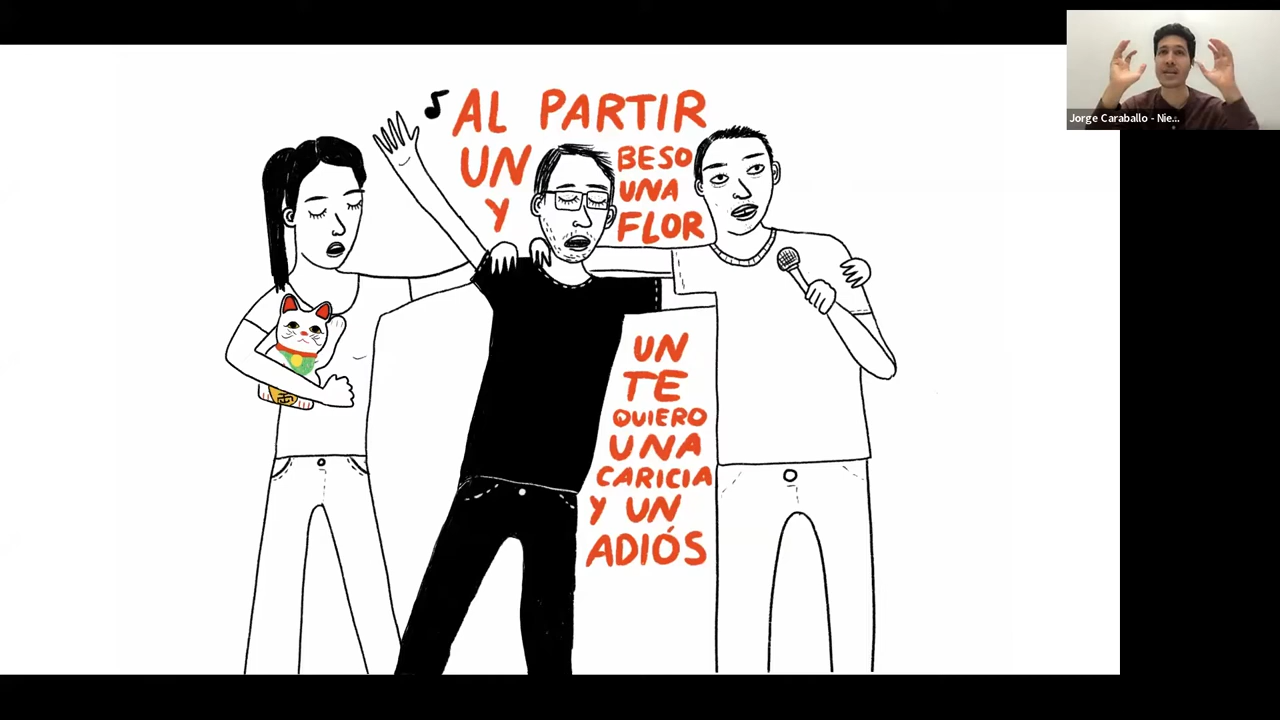 AL PARTIR
UN BESO
Y UNA
FLOR
UN
TE
QUIERO
UNA
CARICIA
Y UN
ADIÓS
Jorge Caraballo - Nie...